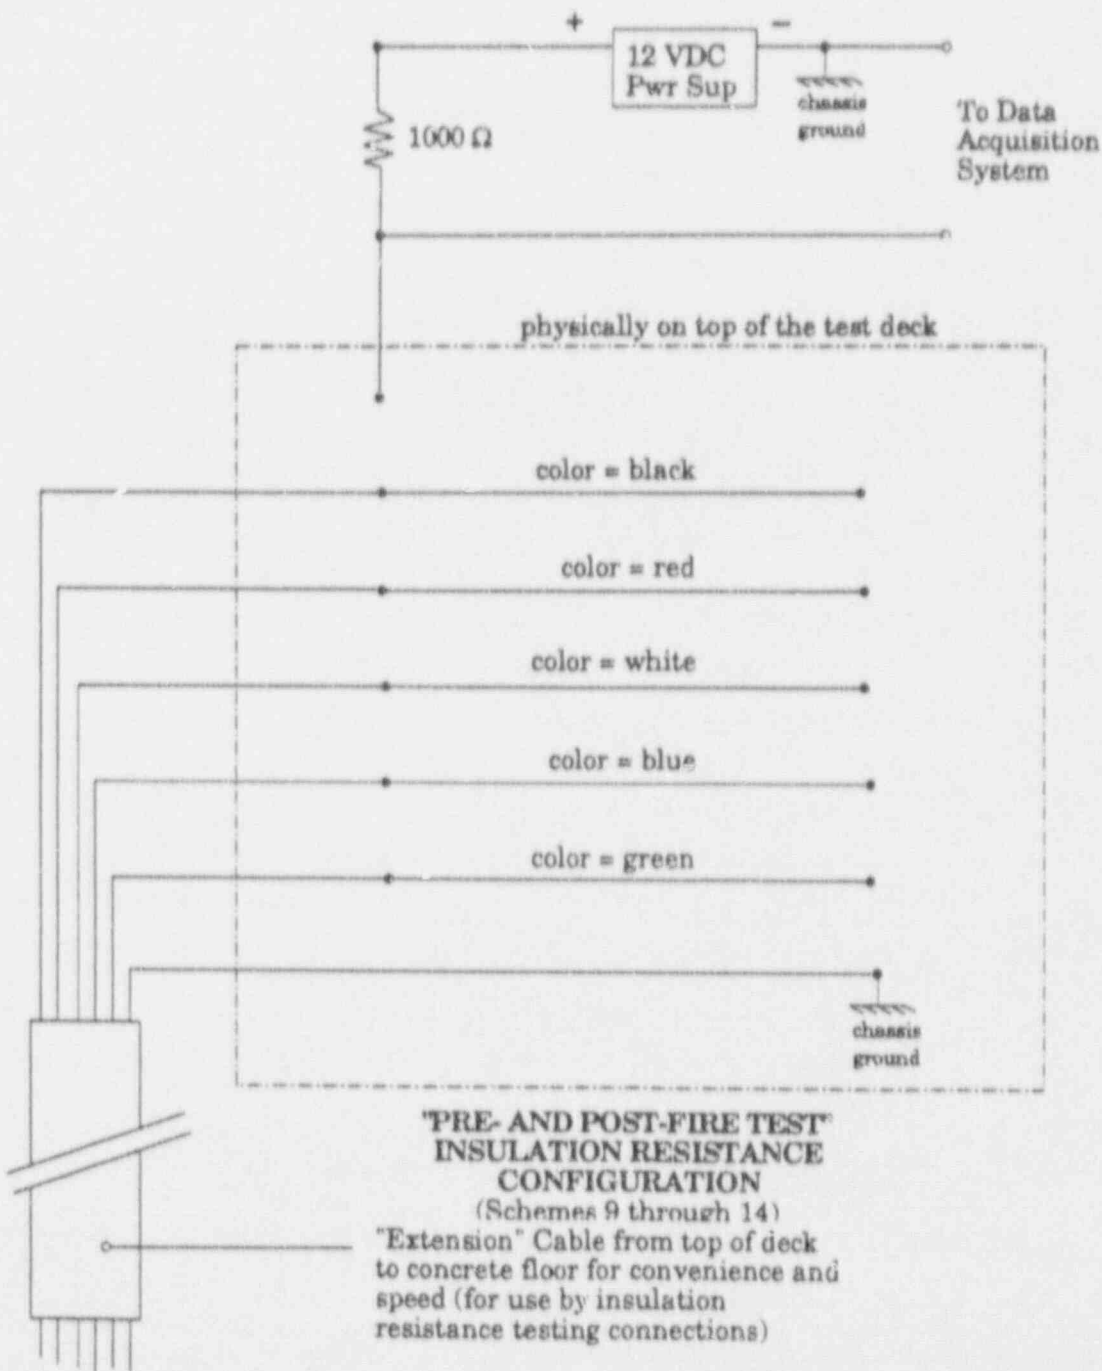 + −
12 VDC
Pwr Sup
chassis
ground
To Data
Acquisition
System
1000 Ω
physically on top of the test deck
color = black
color = red
color = white
color = blue
color = green
chassis
ground
"PRE- AND POST-FIRE TEST"
INSULATION RESISTANCE
CONFIGURATION
(Schemes 9 through 14)
"Extension" Cable from top of deck
to concrete floor for convenience and
speed (for use by insulation
resistance testing connections)